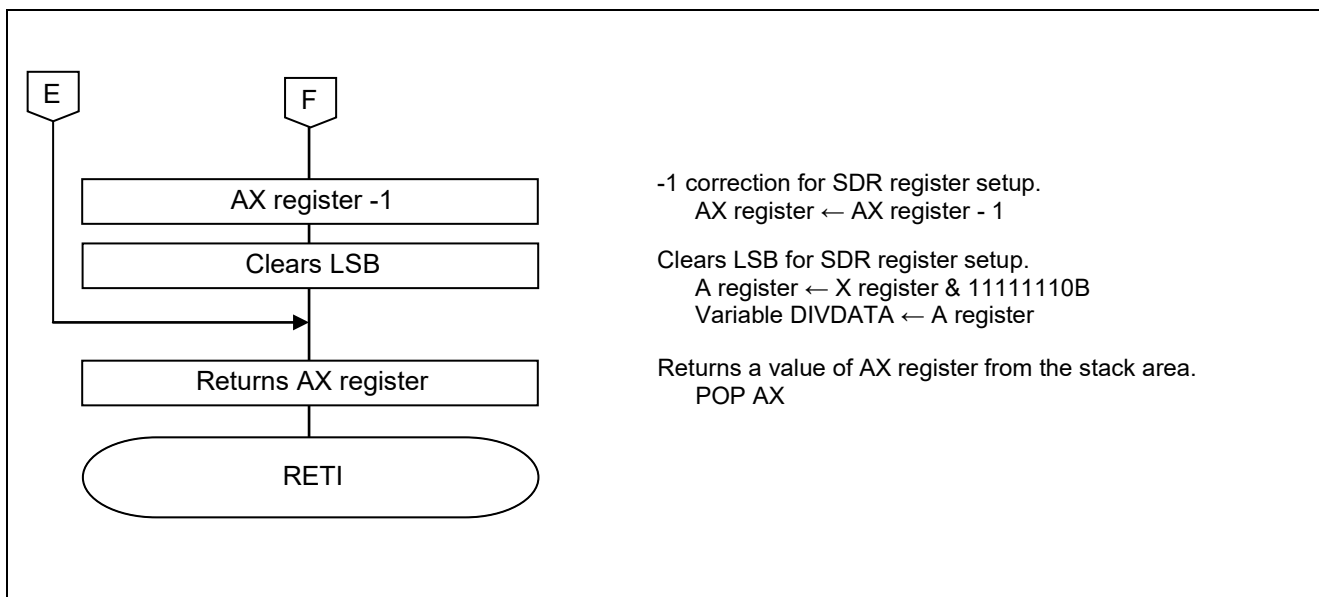 E
F
AX register -1
-1 correction for SDR register setup.
AX register ← AX register - 1
Clears LSB
Clears LSB for SDR register setup.
A register ← X register & 11111110B
Variable DIVDATA ← A register
Returns AX register
Returns a value of AX register from the stack area.
POP AX
RETI